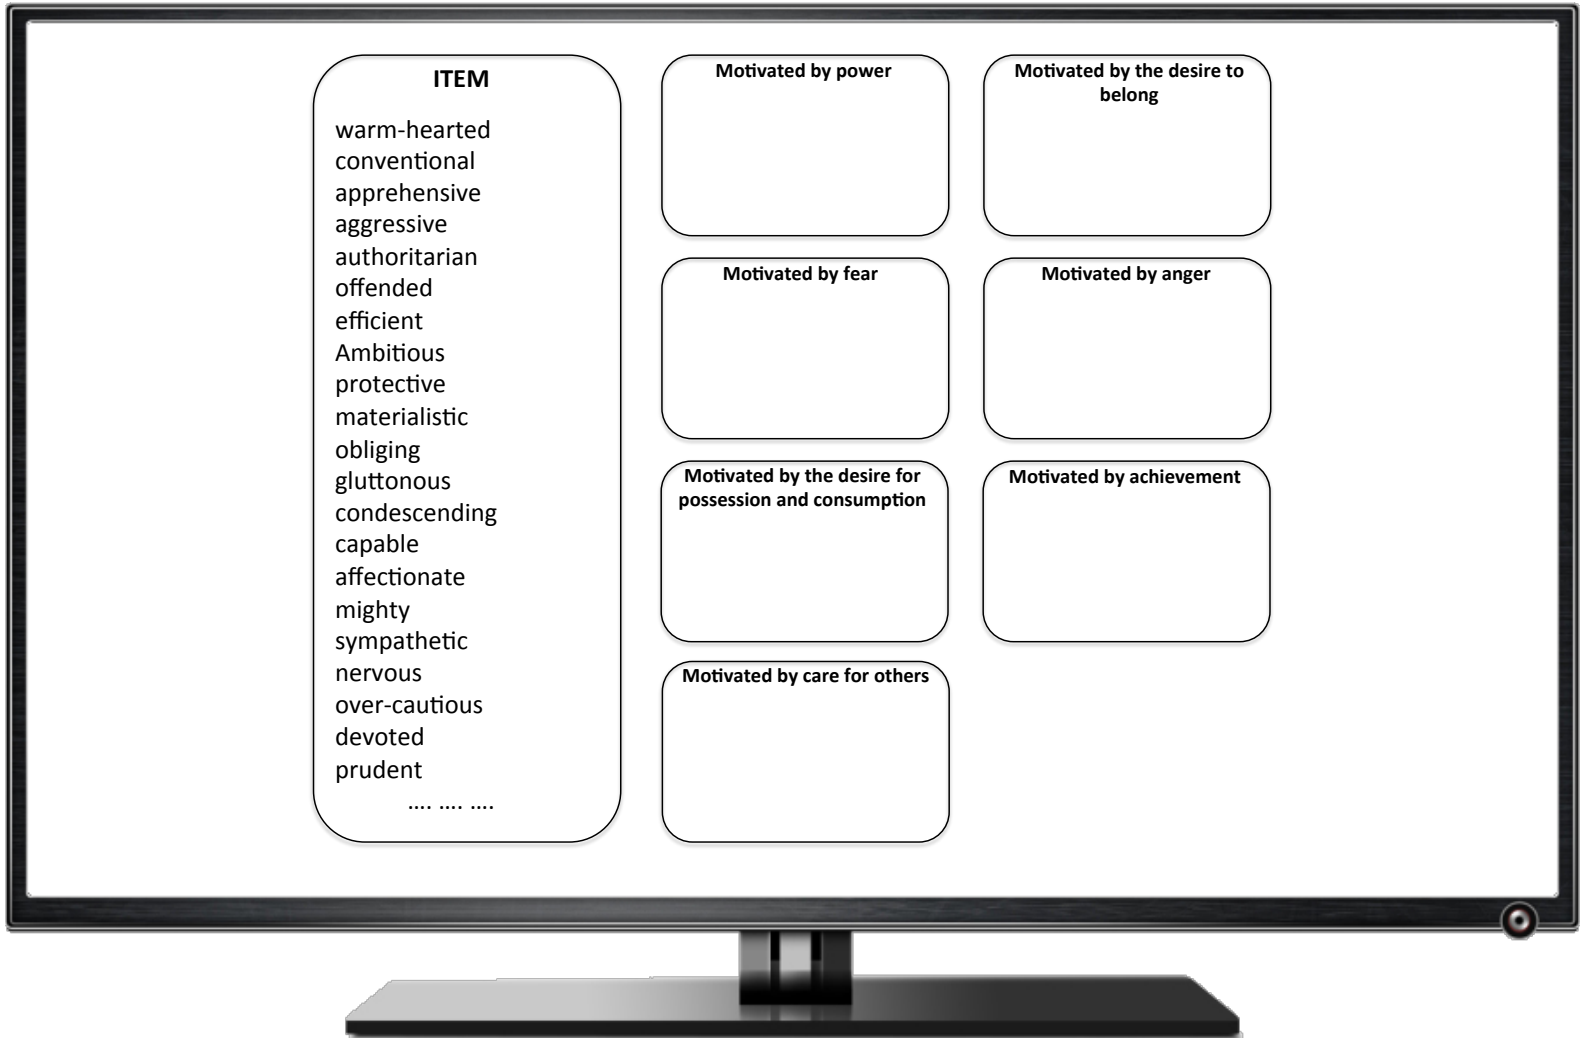 ITEM
warm-hearted
conventional
apprehensive
aggressive
authoritarian
offended
efficient
Ambitious
protective
materialistic
obliging
gluttonous
condescending
capable
affectionate
mighty
sympathetic
nervous
over-cautious
devoted
prudent
.... .... ....
Motivated by power
Motivated by the desire to
belong
Motivated by fear
Motivated by anger
Motivated by the desire for
possession and consumption
Motivated by achievement
Motivated by care for others